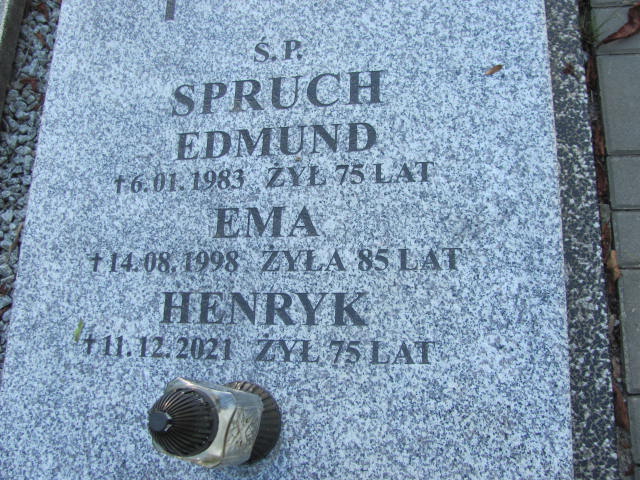 Ś.P.
SPRUCH
EDMUND
†6.01.1983 ŻYŁ 75 LAT
EMA
†14.08.1998 ŻYŁA 85 LAT
HENRYK
†11.12.2021 ŻYŁ 75 LAT